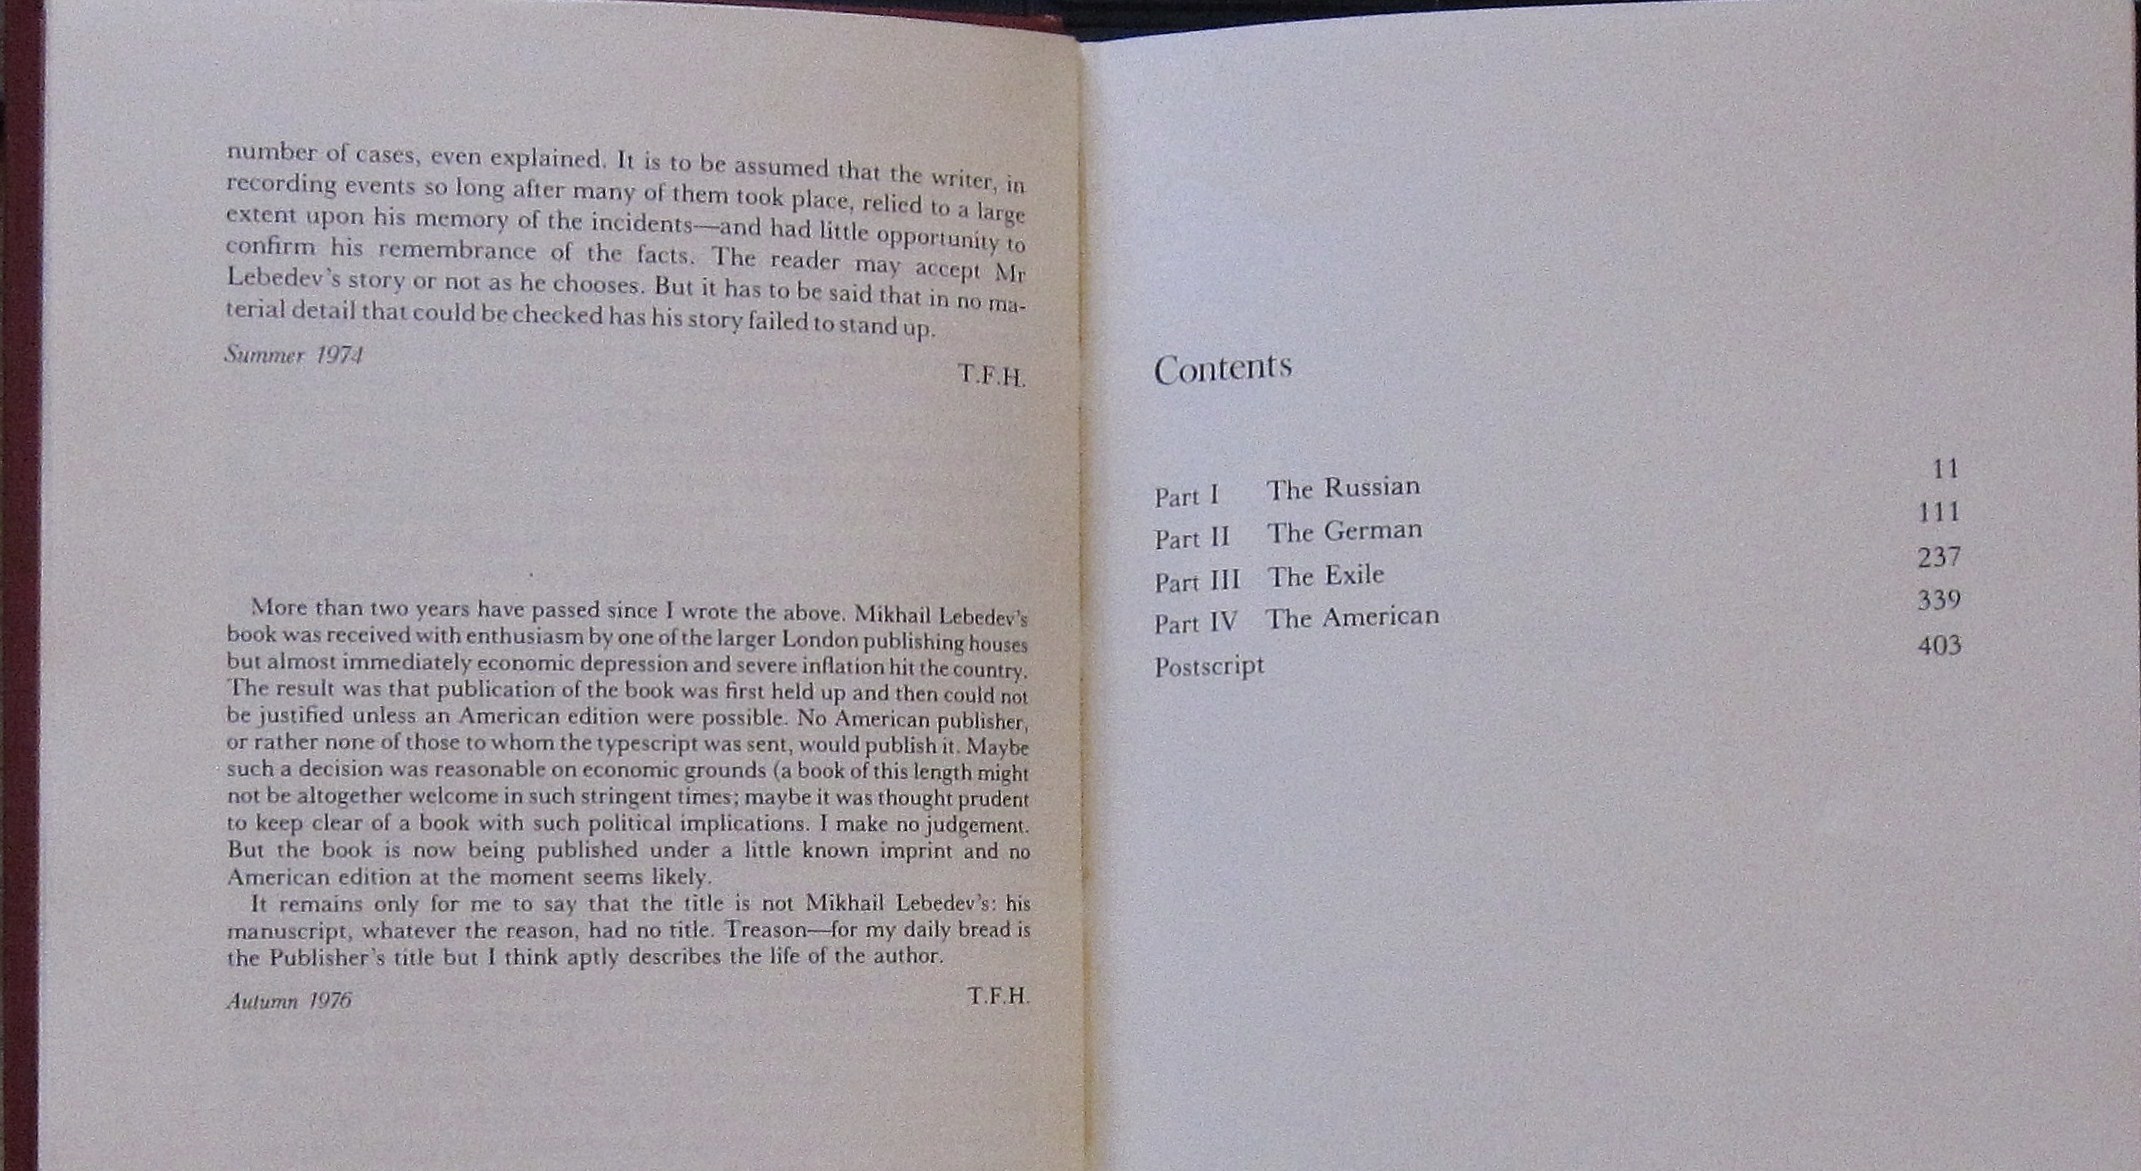 number of cases, even explained. It is to be assumed that the writer, in
recording events so long after many of them took place, relied to a large
extent upon his memory of the incidents—and had little opportunity to
confirm his remembrance of the facts. The reader may accept Mr
Lebedev's story or not as he chooses. But it has to be said that in no ma-
terial detail that could be checked has his story failed to stand up.
Summer 1974
T.F.H.
More than two years have passed since I wrote the above. Mikhail Lebedev's
book was received with enthusiasm by one of the larger London publishing houses
but almost immediately economic depression and severe inflation hit the country.
The result was that publication of the book was first held up and then could not
be justified unless an American edition were possible. No American publisher,
or rather none of those to whom the typescript was sent, would publish it. Maybe
such a decision was reasonable on economic grounds (a book of this length might
not be altogether welcome in such stringent times; maybe it was thought prudent
to keep clear of a book with such political implications. I make no judgement.
But the book is now being published under a little known imprint and no
American edition at the moment seems likely.
It remains only for me to say that the title is not Mikhail Lebedev's: his
manuscript, whatever the reason, had no title. Treason—for my daily bread is
the Publisher's title but I think aptly describes the life of the author.
Autumn 1976 T.F.H.
Contents
Part I The Russian 11
Part II The German 111
Part III The Exile 237
Part IV The American 339
Postscript 403